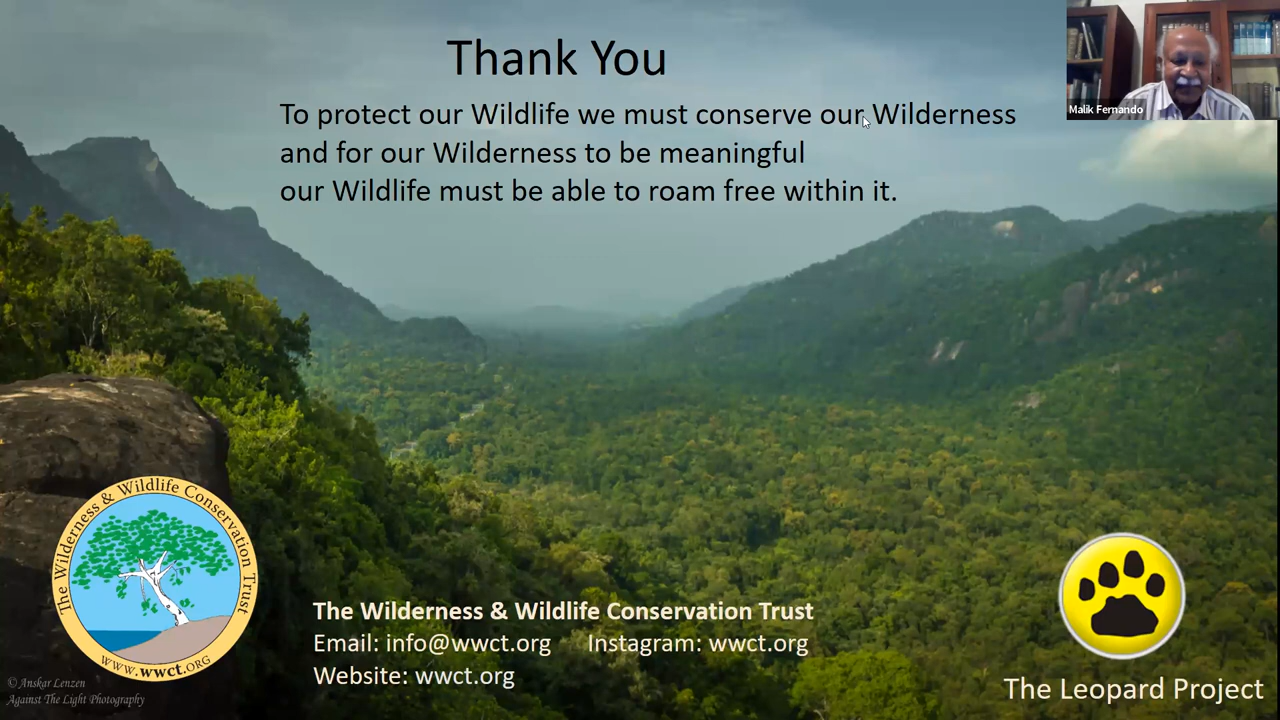 Thank You
To protect our Wildlife we must conserve our Wilderness
and for our Wilderness to be meaningful
our Wildlife must be able to roam free within it.
Malik Fernando
The Wilderness & Wildlife Conservation Trust
www.wwct.org
The Wilderness & Wildlife Conservation Trust
Email: info@wwct.org Instagram: wwct.org
Website: wwct.org
The Leopard Project
© Anskar Lenzen
Against The Light Photography